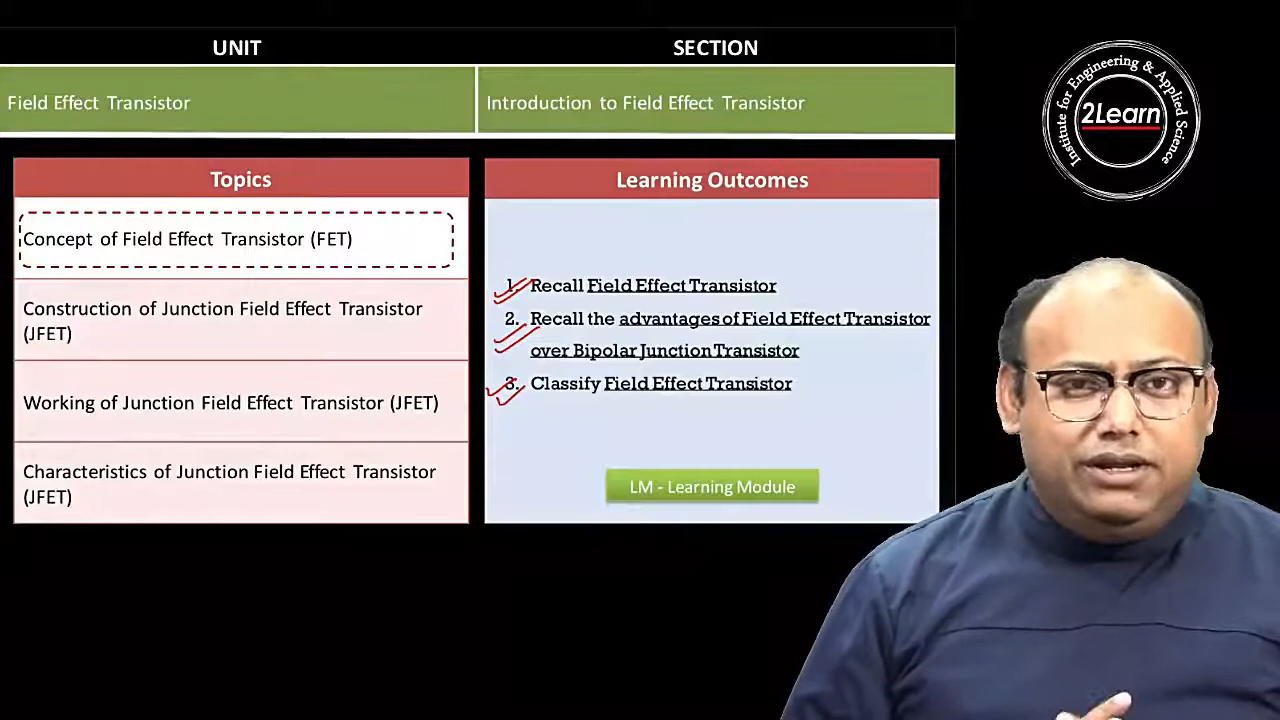 UNIT
SECTION
Field Effect Transistor
Introduction to Field Effect Transistor
Topics
Concept of Field Effect Transistor (FET)
Construction of Junction Field Effect Transistor
(JFET)
Working of Junction Field Effect Transistor (JFET)
Characteristics of Junction Field Effect Transistor
(JFET)
Learning Outcomes
1. Recall Field Effect Transistor
2. Recall the advantages of Field Effect Transistor
over Bipolar Junction Transistor
3. Classify Field Effect Transistor
LM - Learning Module
Institute for Engineering & Applied Science
2Learn